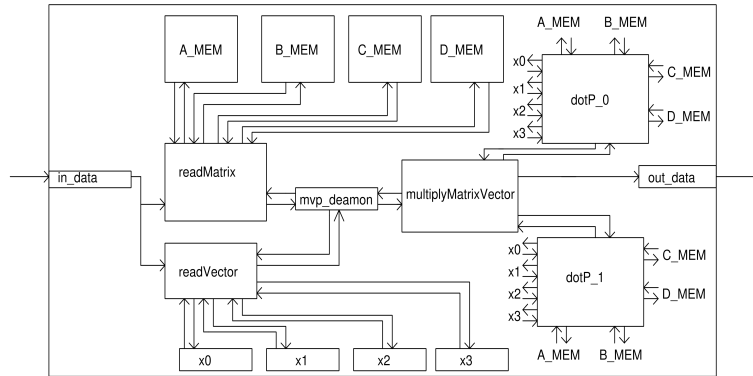 A_MEM
B_MEM
C_MEM
D_MEM
A_MEM
B_MEM
x0
x1
x2
x3
dotP_0
C_MEM
D_MEM
in_data
readMatrix
mvp_deamon
multiplyMatrixVector
out_data
readVector
x0
x1
x2
x3
dotP_1
C_MEM
D_MEM
A_MEM
B_MEM
x0
x1
x2
x3